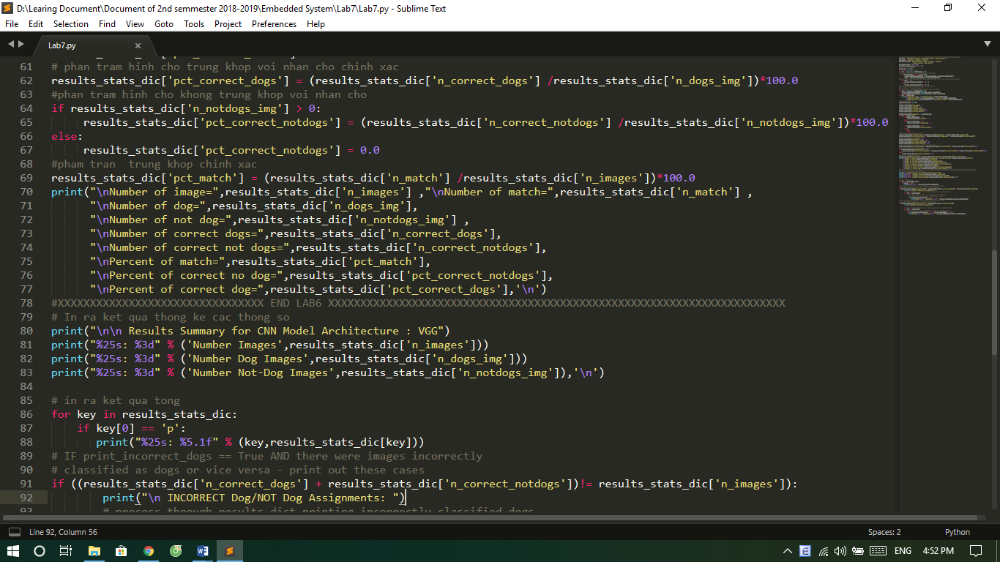 D:\Learing Document\Document of 2nd semmester 2018-2019\Embedded System\Lab7\Lab7.py - Sublime Text
File Edit Selection Find View Goto Tools Project Preferences Help
Lab7.py
61 # phan tram hinh cho trung khop voi nhan cho chinh xac
62 results_stats_dic['pct_correct_dogs'] = (results_stats_dic['n_correct_dogs'] /results_stats_dic['n_dogs_img'])*100.0
63 #phan tram hinh cho khong trung khop voi nhan cho
64 if results_stats_dic['n_notdogs_img'] > 0:
65 results_stats_dic['pct_correct_notdogs'] = (results_stats_dic['n_correct_notdogs'] /results_stats_dic['n_notdogs_img'])*100.0
66 else:
67 results_stats_dic['pct_correct_notdogs'] = 0.0
68 #pham tran  trung khop chinh xac
69 results_stats_dic['pct_match'] = (results_stats_dic['n_match'] /results_stats_dic['n_images'])*100.0
70 print("\nNumber of image=",results_stats_dic['n_images'] ,"\nNumber of match=",results_stats_dic['n_match'] ,
71 "\nNumber of dog=",results_stats_dic['n_dogs_img'],
72 "\nNumber of not dog=",results_stats_dic['n_notdogs_img'] ,
73 "\nNumber of correct dogs=",results_stats_dic['n_correct_dogs'],
74 "\nNumber of correct not dogs=",results_stats_dic['n_correct_notdogs'],
75 "\nPercent of match=",results_stats_dic['pct_match'],
76 "\nPercent of correct no dog=",results_stats_dic['pct_correct_notdogs'],
77 "\nPercent of correct dog=",results_stats_dic['pct_correct_dogs'],'\n')
78 #XXXXXXXXXXXXXXXXXXXXXXXXXXXXXXXX END LAB6 XXXXXXXXXXXXXXXXXXXXXXXXXXXXXXXXXXXXXXXXXXXXXXXXXXXXXXXXXXXXXXXXXXXXXXX
79 # In ra ket qua thong ke cac thong so
80 print("\n\n Results Summary for CNN Model Architecture : VGG")
81 print("%25s: %3d" % ('Number Images',results_stats_dic['n_images']))
82 print("%25s: %3d" % ('Number Dog Images',results_stats_dic['n_dogs_img']))
83 print("%25s: %3d" % ('Number Not-Dog Images',results_stats_dic['n_notdogs_img']),'\n')
84
85 # in ra ket qua tong
86 for key in results_stats_dic:
87 if key[0] == 'p':
88 print("%25s: %5.1f" % (key,results_stats_dic[key]))
89 # IF print_incorrect_dogs == True AND there were images incorrectly
90 # classified as dogs or vice versa - print out these cases
91 if ((results_stats_dic['n_correct_dogs'] + results_stats_dic['n_correct_notdogs'])!= results_stats_dic['n_images']):
92 print("\n INCORRECT Dog/NOT Dog Assignments: ")
93 # process through results dict printing incorrectly classified dogs
Line 92, Column 56 Spaces: 2 Python
ENG 4:52 PM